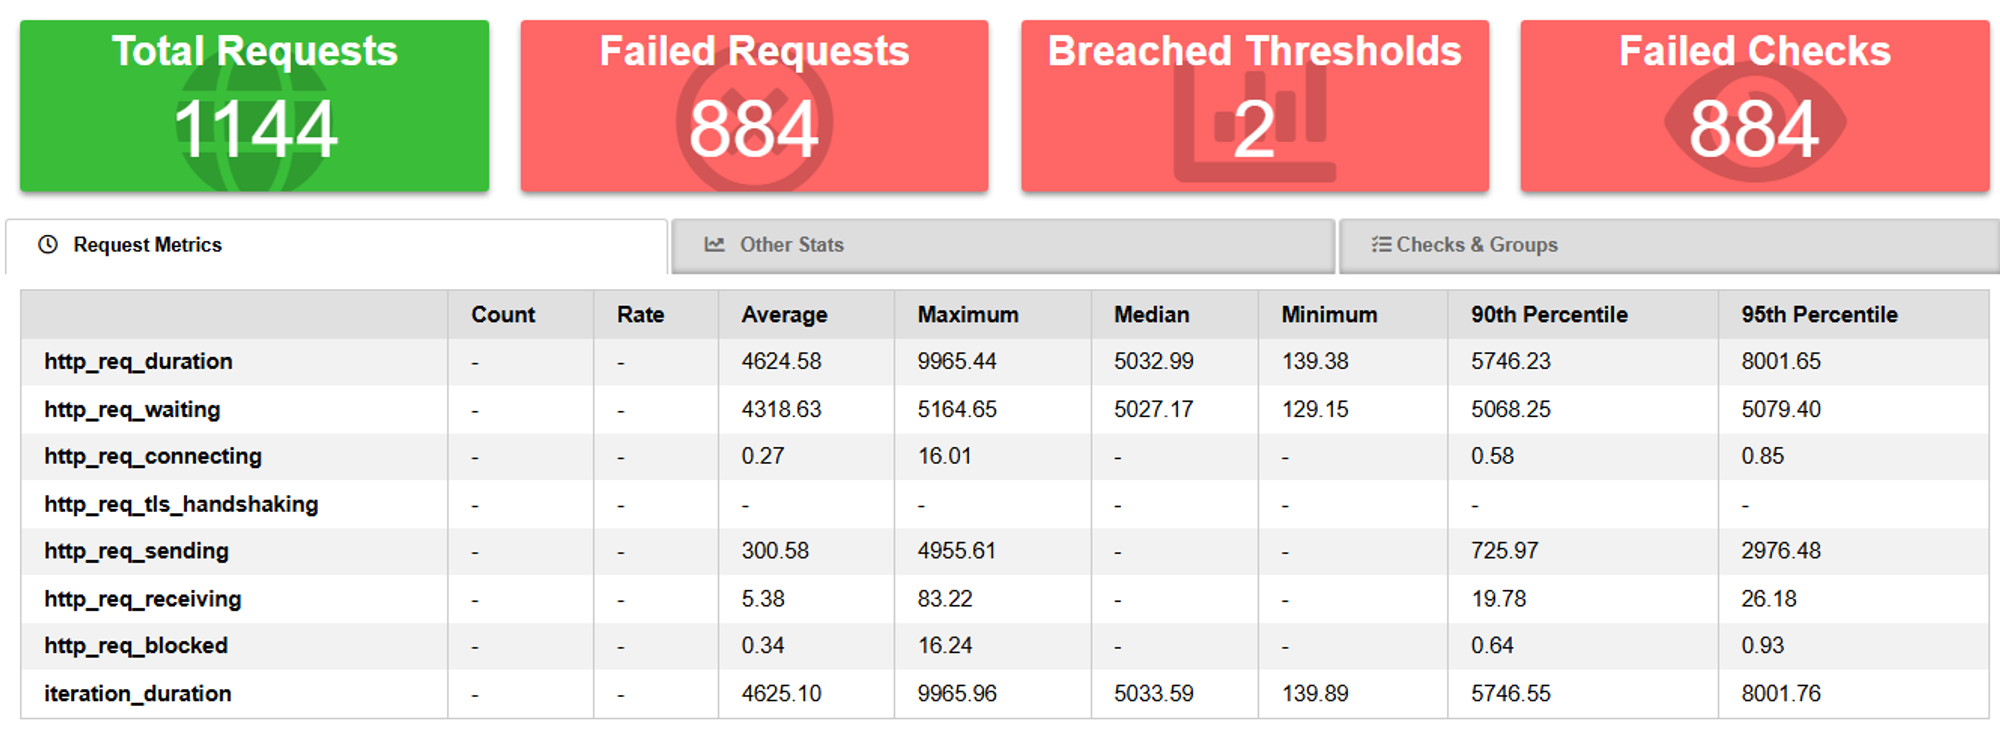 Total Requests
1144
Failed Requests
884
Breached Thresholds
2
Failed Checks
884
Request Metrics
Other Stats
Checks & Groups
Count Rate Average Maximum Median Minimum 90th Percentile 95th Percentile
http_req_duration - - 4624.58 9965.44 5032.99 139.38 5746.23 8001.65
http_req_waiting - - 4318.63 5164.65 5027.17 129.15 5068.25 5079.40
http_req_connecting - - 0.27 16.01 - - 0.58 0.85
http_req_tls_handshaking - - - - - - - -
http_req_sending - - 300.58 4955.61 - - 725.97 2976.48
http_req_receiving - - 5.38 83.22 - - 19.78 26.18
http_req_blocked - - 0.34 16.24 - - 0.64 0.93
iteration_duration - - 4625.10 9965.96 5033.59 139.89 5746.55 8001.76